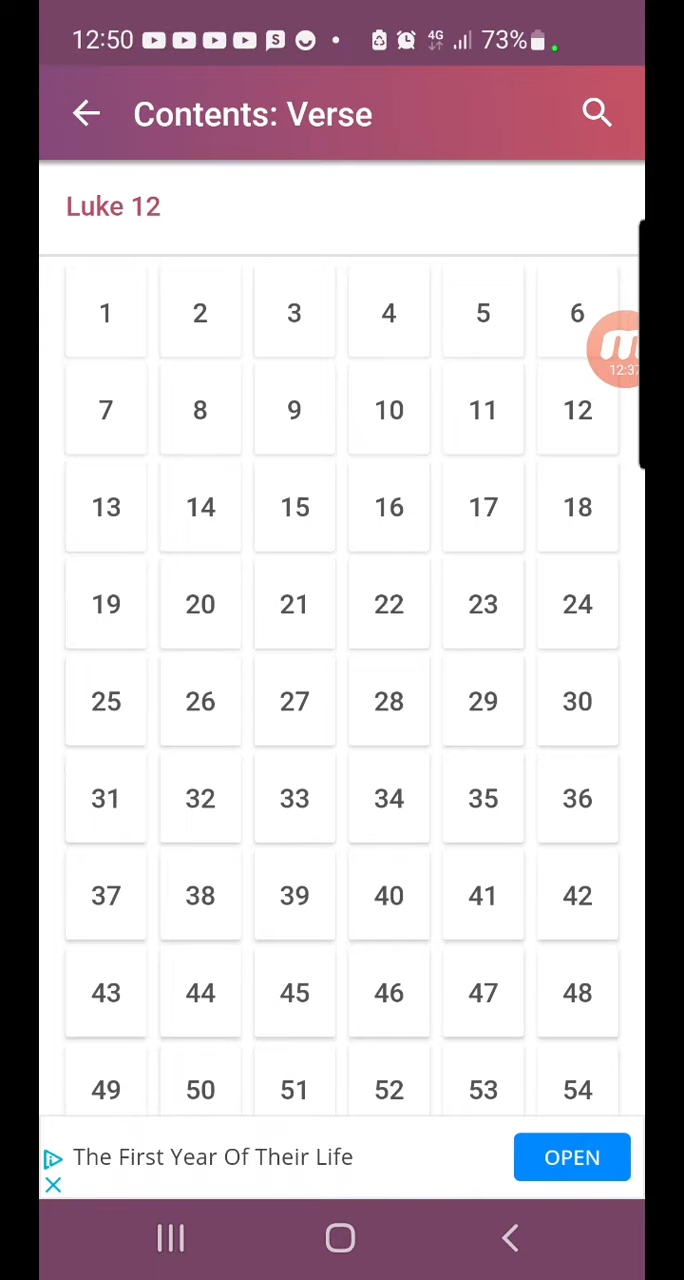 12:50 4G 73%
Contents: Verse
Luke 12
1 2 3 4 5 6
12:37
7 8 9 10 11 12
13 14 15 16 17 18
19 20 21 22 23 24
25 26 27 28 29 30
31 32 33 34 35 36
37 38 39 40 41 42
43 44 45 46 47 48
49 50 51 52 53 54
The First Year Of Their Life OPEN